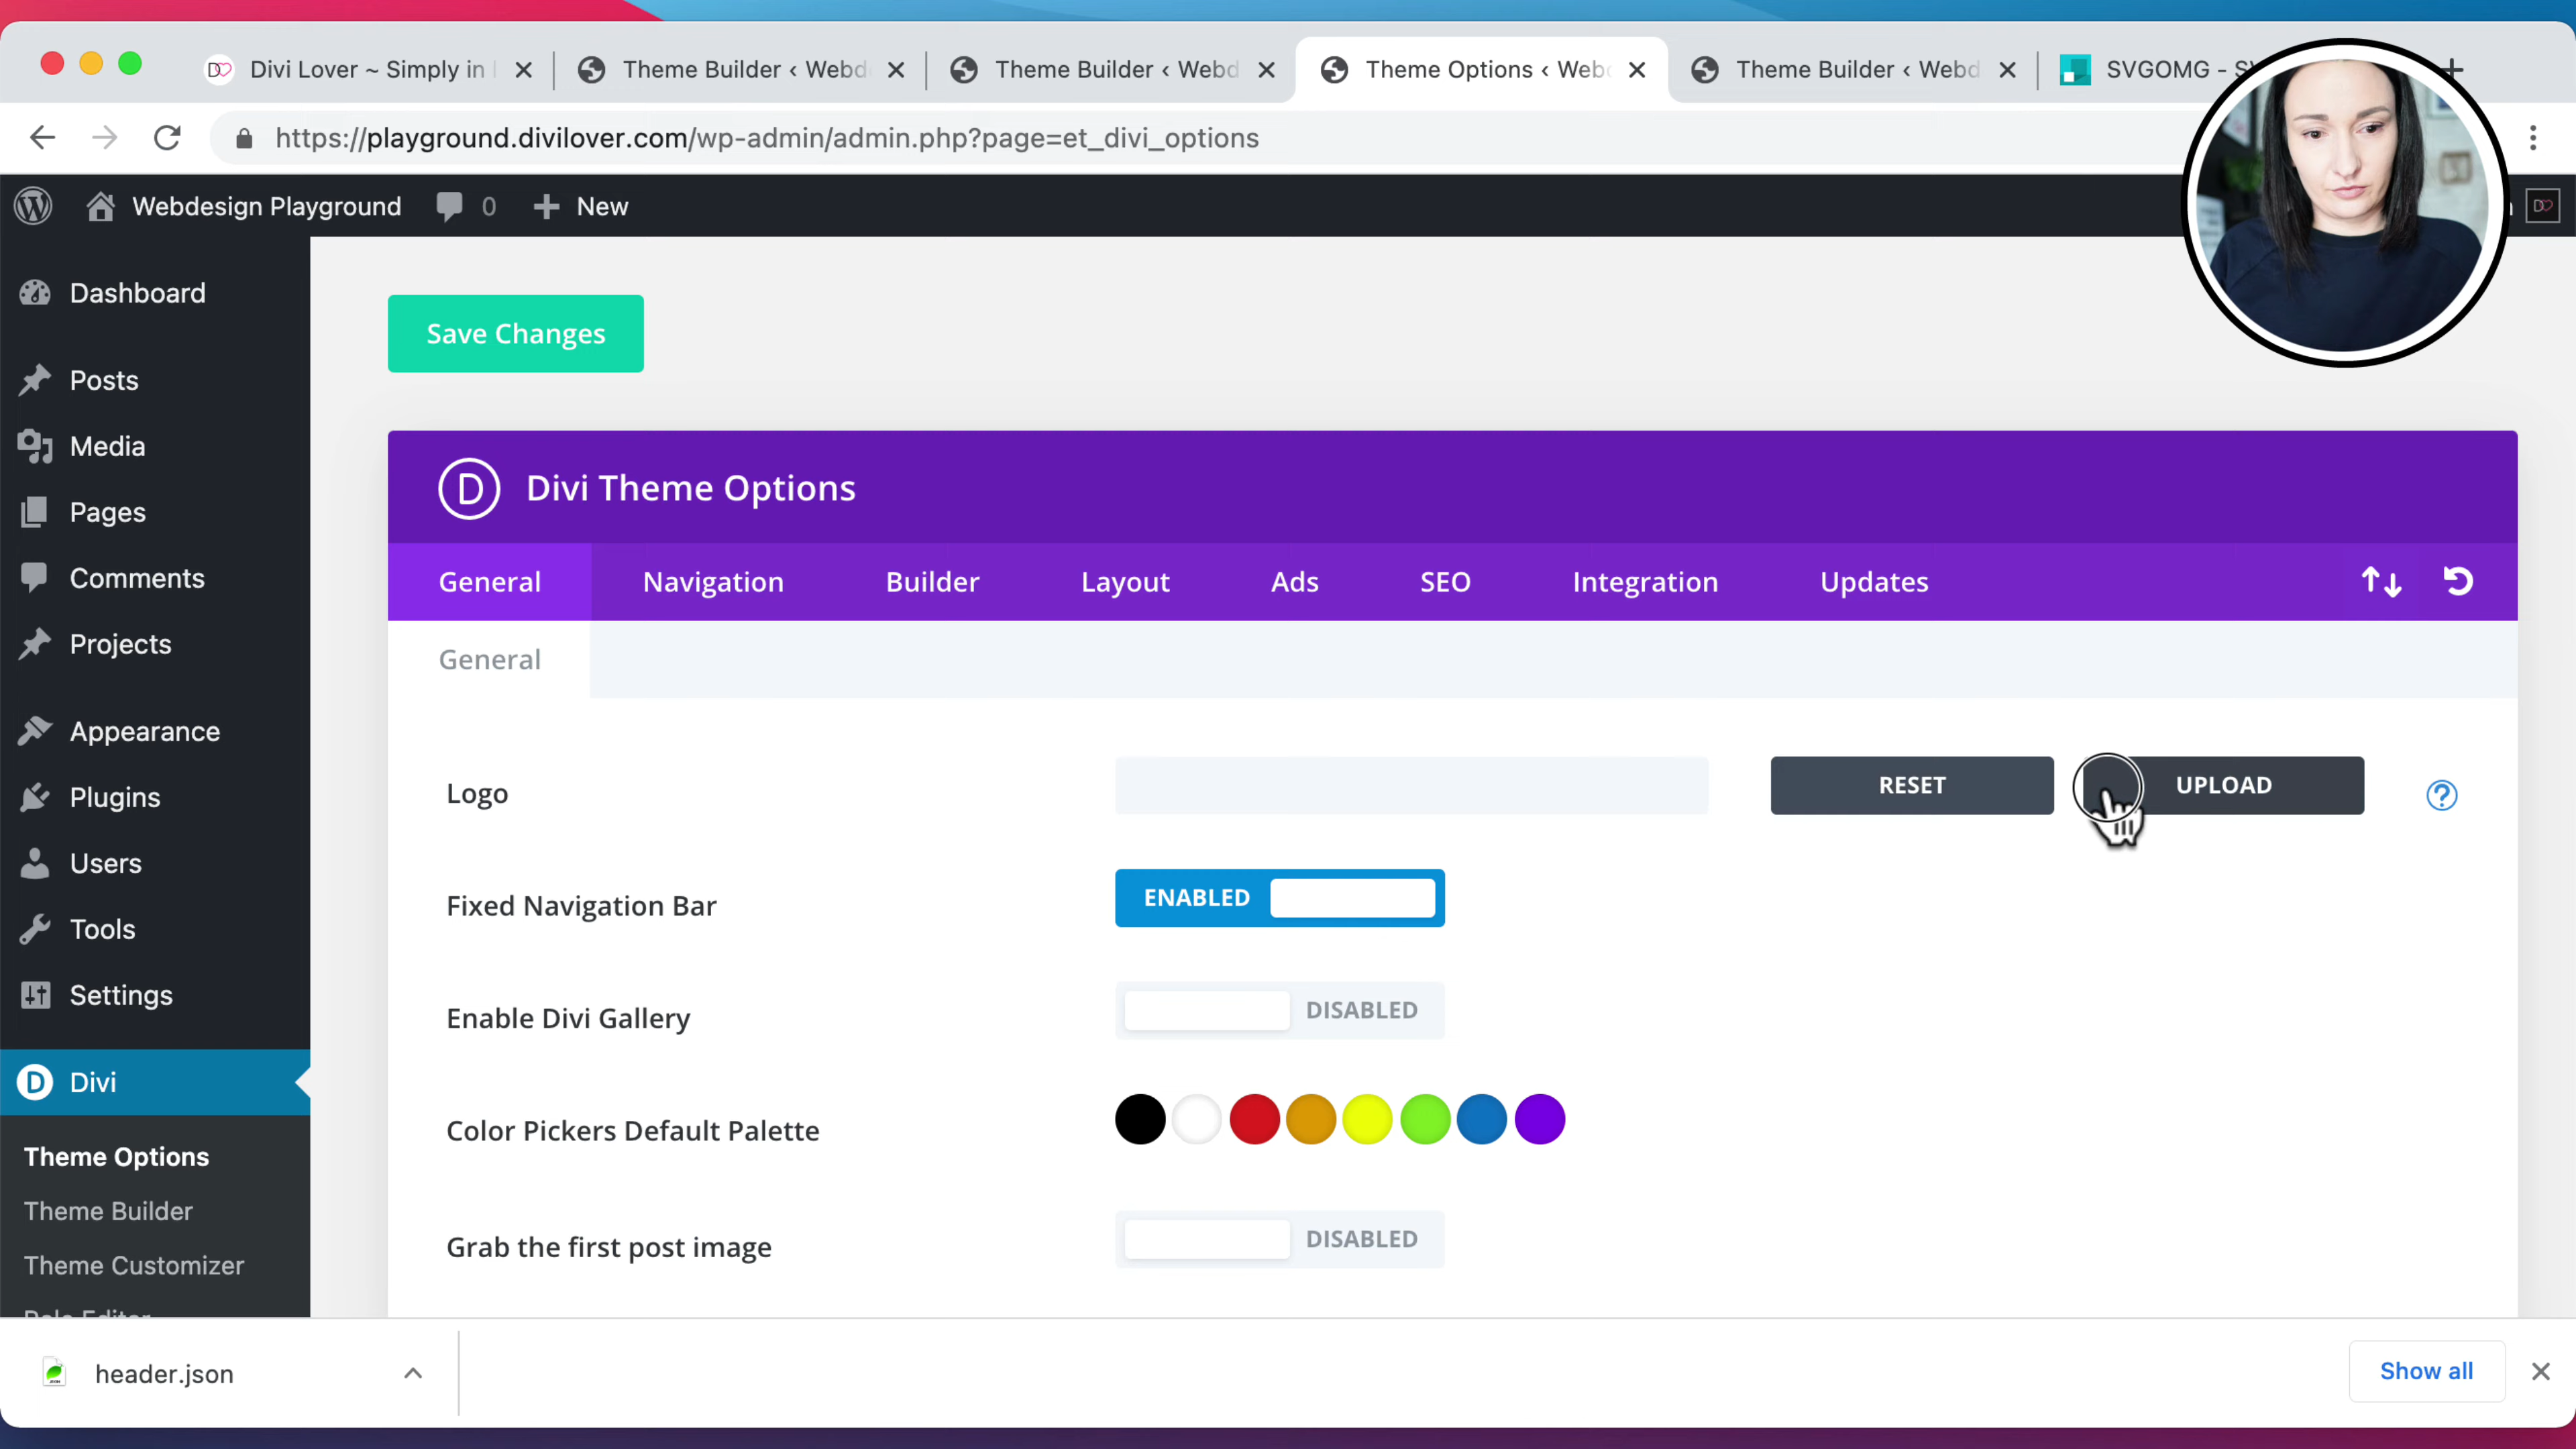 Divi Lover ~ Simply in
Theme Builder ‹ Webd
Theme Builder ‹ Webd
Theme Options ‹ Web
Theme Builder ‹ Webd
SVGOMG - SV
https://playground.divilover.com/wp-admin/admin.php?page=et_divi_options
Webdesign Playground
0
New
Dashboard
Posts
Media
Pages
Comments
Projects
Appearance
Plugins
Users
Tools
Settings
Divi
Theme Options
Theme Builder
Theme Customizer
Role Editor
Save Changes
D
Divi Theme Options
General
Navigation
Builder
Layout
Ads
SEO
Integration
Updates
General
Logo
RESET
UPLOAD
Fixed Navigation Bar
ENABLED
Enable Divi Gallery
DISABLED
Color Pickers Default Palette
Grab the first post image
DISABLED
header.json
Show all